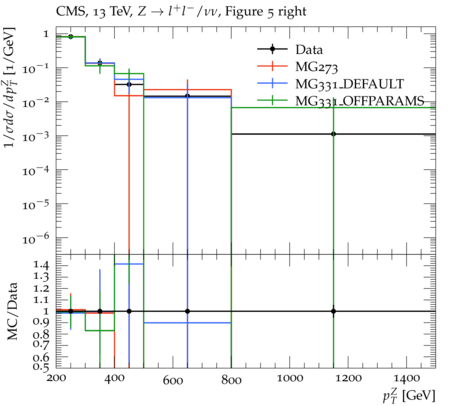 CMS, 13 TeV, Z → l⁺l⁻/νν, Figure 5 right
1/σdσ/dp_T^Z [1/GeV]
1
10⁻¹
10⁻²
10⁻³
10⁻⁴
10⁻⁵
10⁻⁶
Data
MG273
MG331_DEFAULT
MG331_OFFPARAMS
MC/Data
1.4
1.3
1.2
1.1
1
0.9
0.8
0.7
0.6
0.5
200 400 600 800 1000 1200 1400
p_T^Z [GeV]